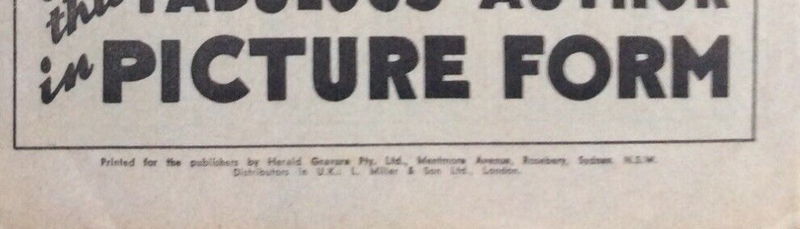 this FABULOUS AUTHOR
in PICTURE FORM
Printed for the publishers by Herald Gravure Pty. Ltd., Mentmore Avenue, Rosebery, Sydney. N.S.W.
Distributors in U.K.: L. Miller & Son Ltd., London.